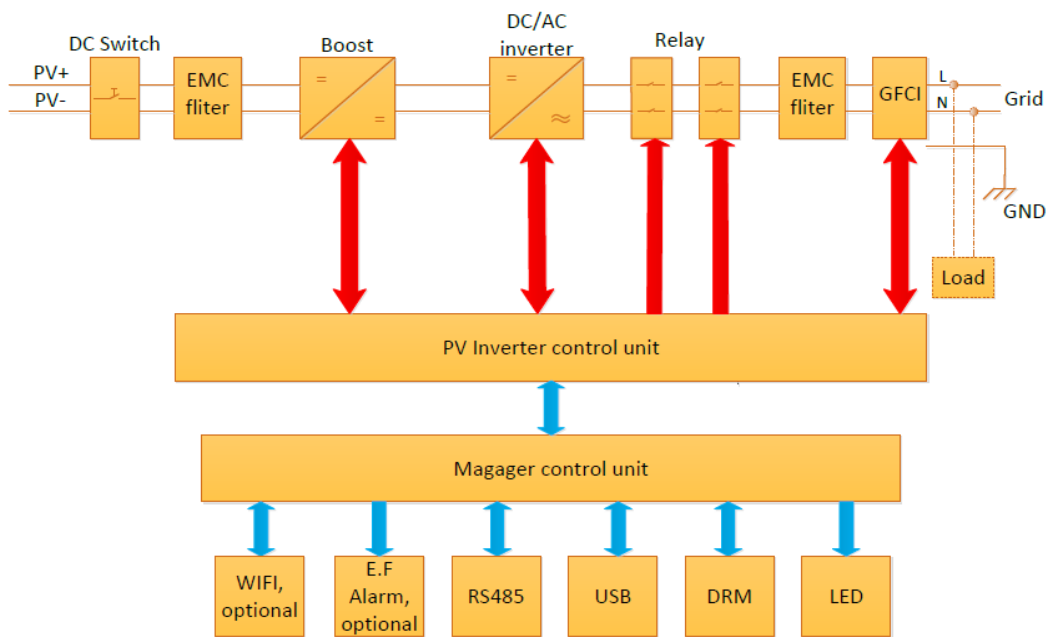 DC Switch
Boost
DC/AC
inverter
Relay
PV+
PV-
EMC
fliter
EMC
fliter
GFCI
L
N
Grid
GND
Load
PV Inverter control unit
Magager control unit
WIFI,
optional
E.F
Alarm,
optional
RS485
USB
DRM
LED